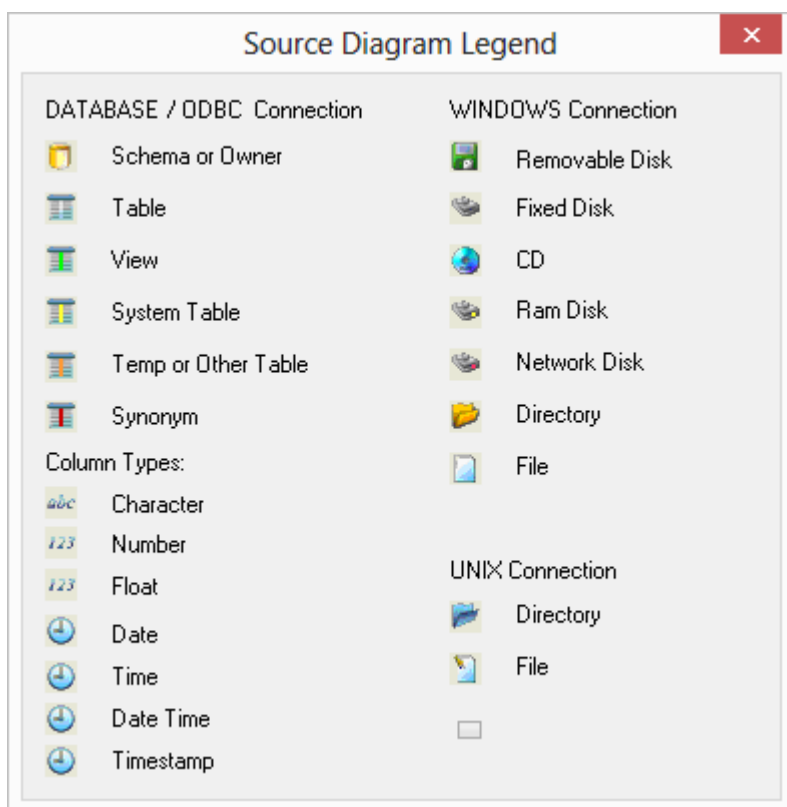 Source Diagram Legend
DATABASE / ODBC Connection
Schema or Owner
Table
View
System Table
Temp or Other Table
Synonym
Column Types:
abc Character
123 Number
123 Float
Date
Time
Date Time
Timestamp
WINDOWS Connection
Removable Disk
Fixed Disk
CD
Ram Disk
Network Disk
Directory
File
UNIX Connection
Directory
File